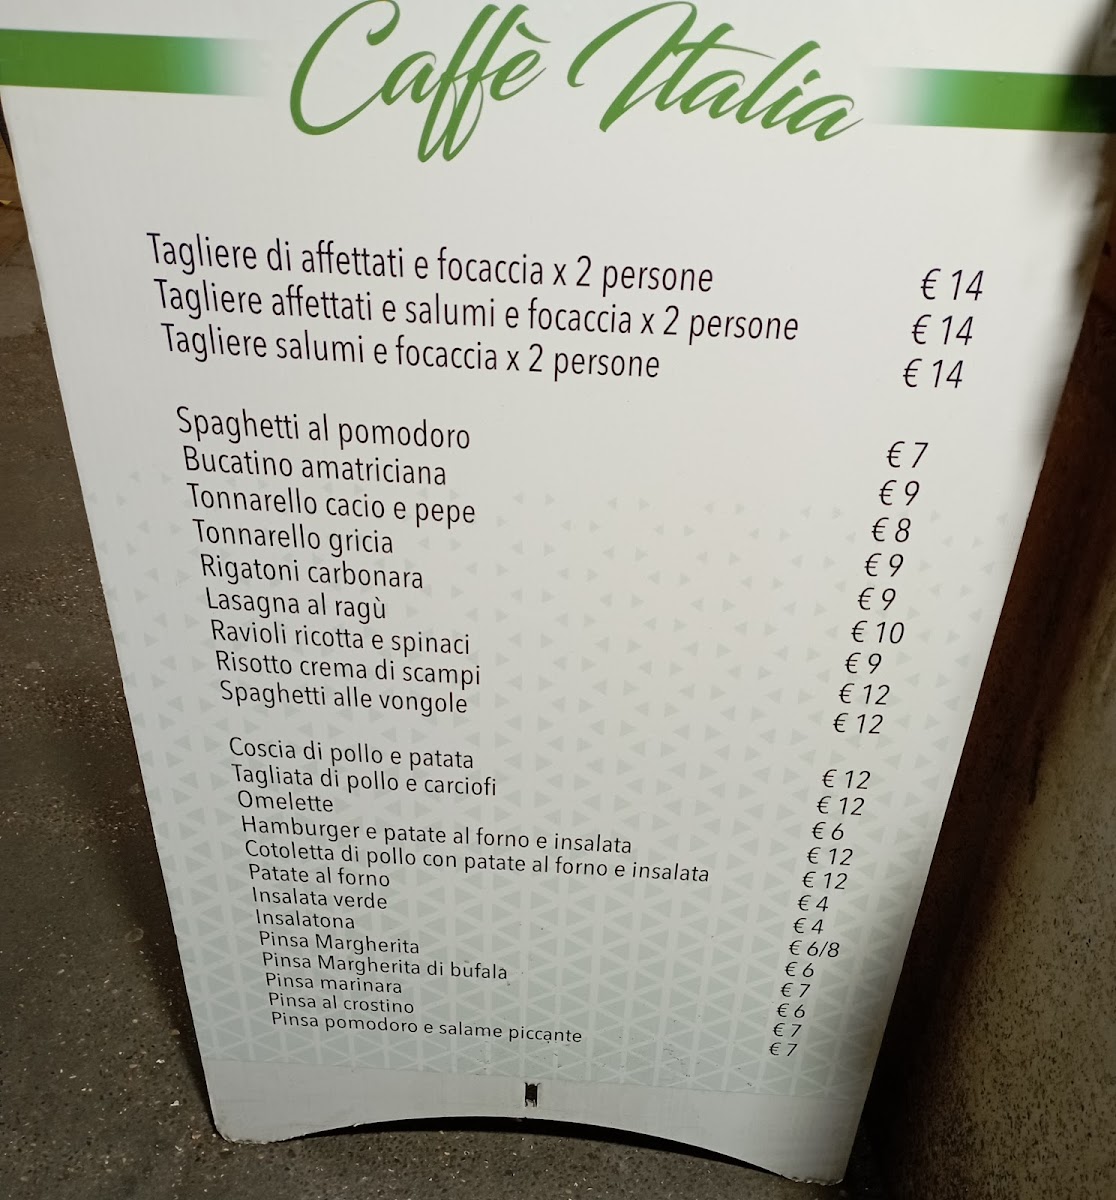 Caffè Italia
Tagliere di affettati e focaccia x 2 persone € 14
Tagliere affettati e salumi e focaccia x 2 persone € 14
Tagliere salumi e focaccia x 2 persone € 14
Spaghetti al pomodoro € 7
Bucatino amatriciana € 9
Tonnarello cacio e pepe € 8
Tonnarello gricia € 9
Rigatoni carbonara € 9
Lasagna al ragù € 10
Ravioli ricotta e spinaci € 9
Risotto crema di scampi € 12
Spaghetti alle vongole € 12
Coscia di pollo e patata € 12
Tagliata di pollo e carciofi € 12
Omelette € 6
Hamburger e patate al forno e insalata € 12
Cotoletta di pollo con patate al forno e insalata € 12
Patate al forno € 4
Insalata verde € 4
Insalatona € 6/8
Pinsa Margherita € 6
Pinsa Margherita di bufala € 7
Pinsa marinara € 6
Pinsa al crostino € 7
Pinsa pomodoro e salame piccante € 7